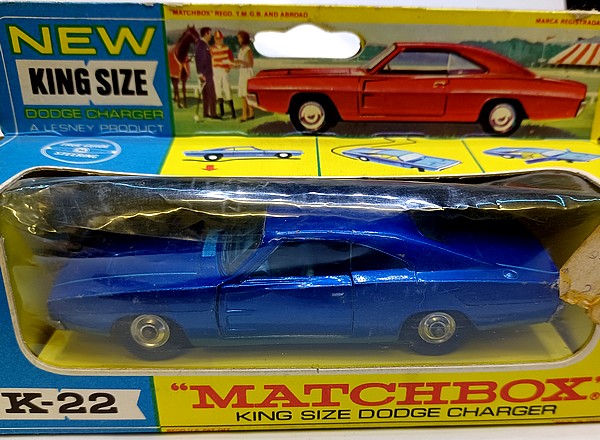 "MATCHBOX" REGD. T.M. G.B. AND ABROAD
MARCA REGISTRADA
NEW
KING SIZE
DODGE CHARGER
A LESNEY PRODUCT
STEERING
K-22
"MATCHBOX"®
KING SIZE DODGE CHARGER